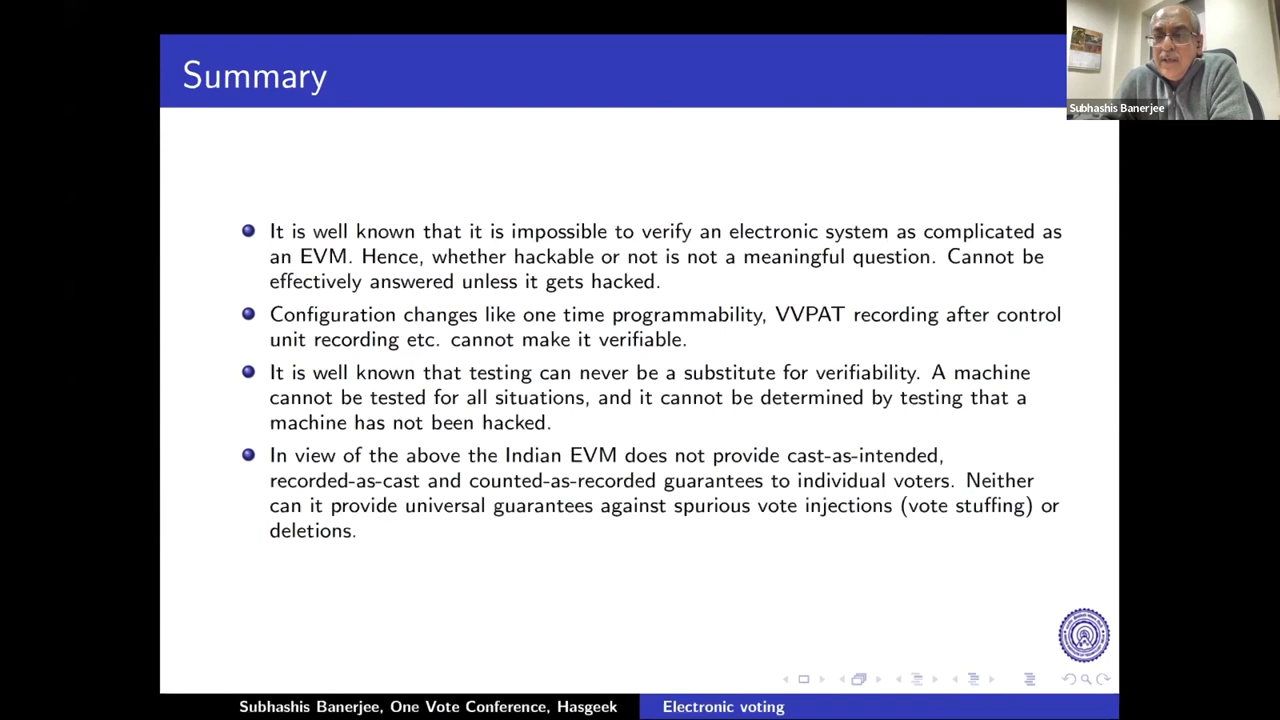 Summary
Subhashis Banerjee
It is well known that it is impossible to verify an electronic system as complicated as
an EVM. Hence, whether hackable or not is not a meaningful question. Cannot be
effectively answered unless it gets hacked.
Configuration changes like one time programmability, VVPAT recording after control
unit recording etc. cannot make it verifiable.
It is well known that testing can never be a substitute for verifiability. A machine
cannot be tested for all situations, and it cannot be determined by testing that a
machine has not been hacked.
In view of the above the Indian EVM does not provide cast-as-intended,
recorded-as-cast and counted-as-recorded guarantees to individual voters. Neither
can it provide universal guarantees against spurious vote injections (vote stuffing) or
deletions.
Subhashis Banerjee, One Vote Conference, Hasgeek
Electronic voting